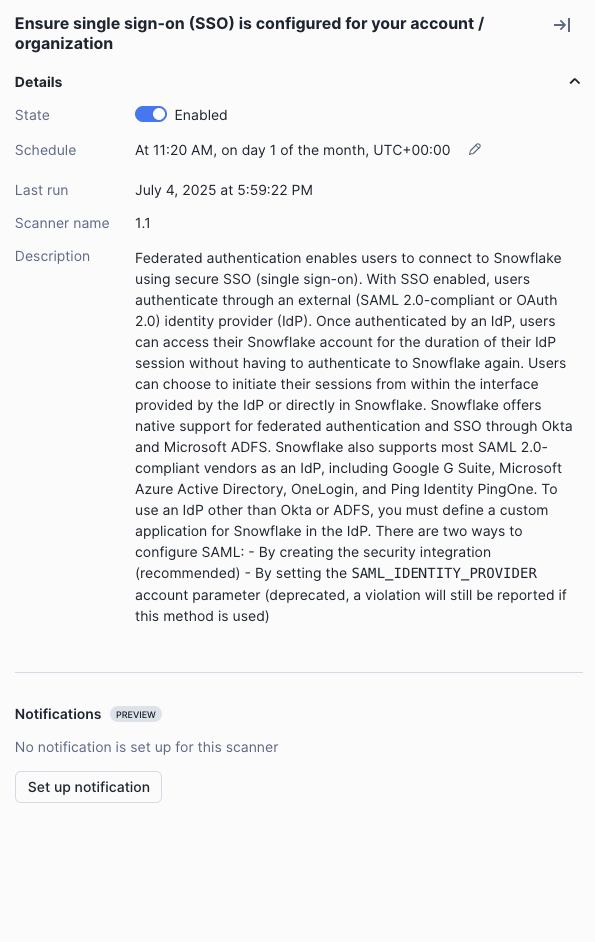 Ensure single sign-on (SSO) is configured for your account /
organization
Details
State
Enabled
Schedule
At 11:20 AM, on day 1 of the month, UTC+00:00
Last run
July 4, 2025 at 5:59:22 PM
Scanner name
1.1
Description
Federated authentication enables users to connect to Snowflake
using secure SSO (single sign-on). With SSO enabled, users
authenticate through an external (SAML 2.0-compliant or OAuth
2.0) identity provider (IdP). Once authenticated by an IdP, users
can access their Snowflake account for the duration of their IdP
session without having to authenticate to Snowflake again. Users
can choose to initiate their sessions from within the interface
provided by the IdP or directly in Snowflake. Snowflake offers
native support for federated authentication and SSO through Okta
and Microsoft ADFS. Snowflake also supports most SAML 2.0-
compliant vendors as an IdP, including Google G Suite, Microsoft
Azure Active Directory, OneLogin, and Ping Identity PingOne. To
use an IdP other than Okta or ADFS, you must define a custom
application for Snowflake in the IdP. There are two ways to
configure SAML: - By creating the security integration
(recommended) - By setting the SAML_IDENTITY_PROVIDER
account parameter (deprecated, a violation will still be reported if
this method is used)
Notifications PREVIEW
No notification is set up for this scanner
Set up notification